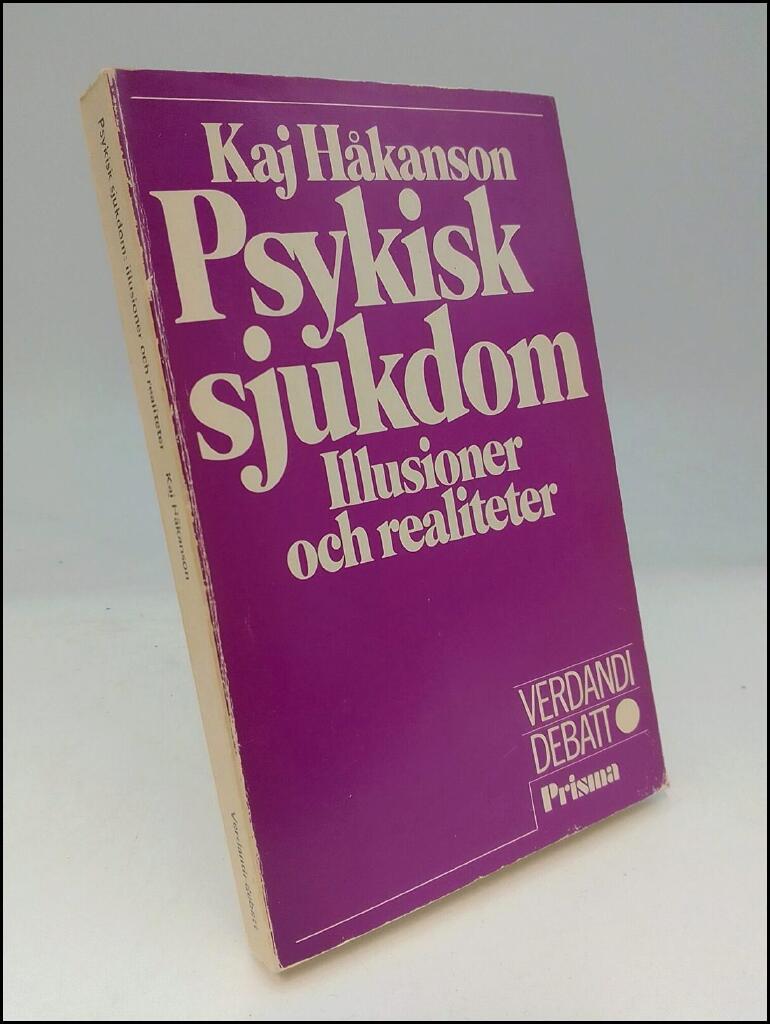 Kaj Håkanson
Psykisk
sjukdom
Illusioner
och realiteter
VERDANDI
DEBATT
Prisma
Psykisk sjukdom: illusioner och realiteter Kaj Håkanson
Verdandi-debatt